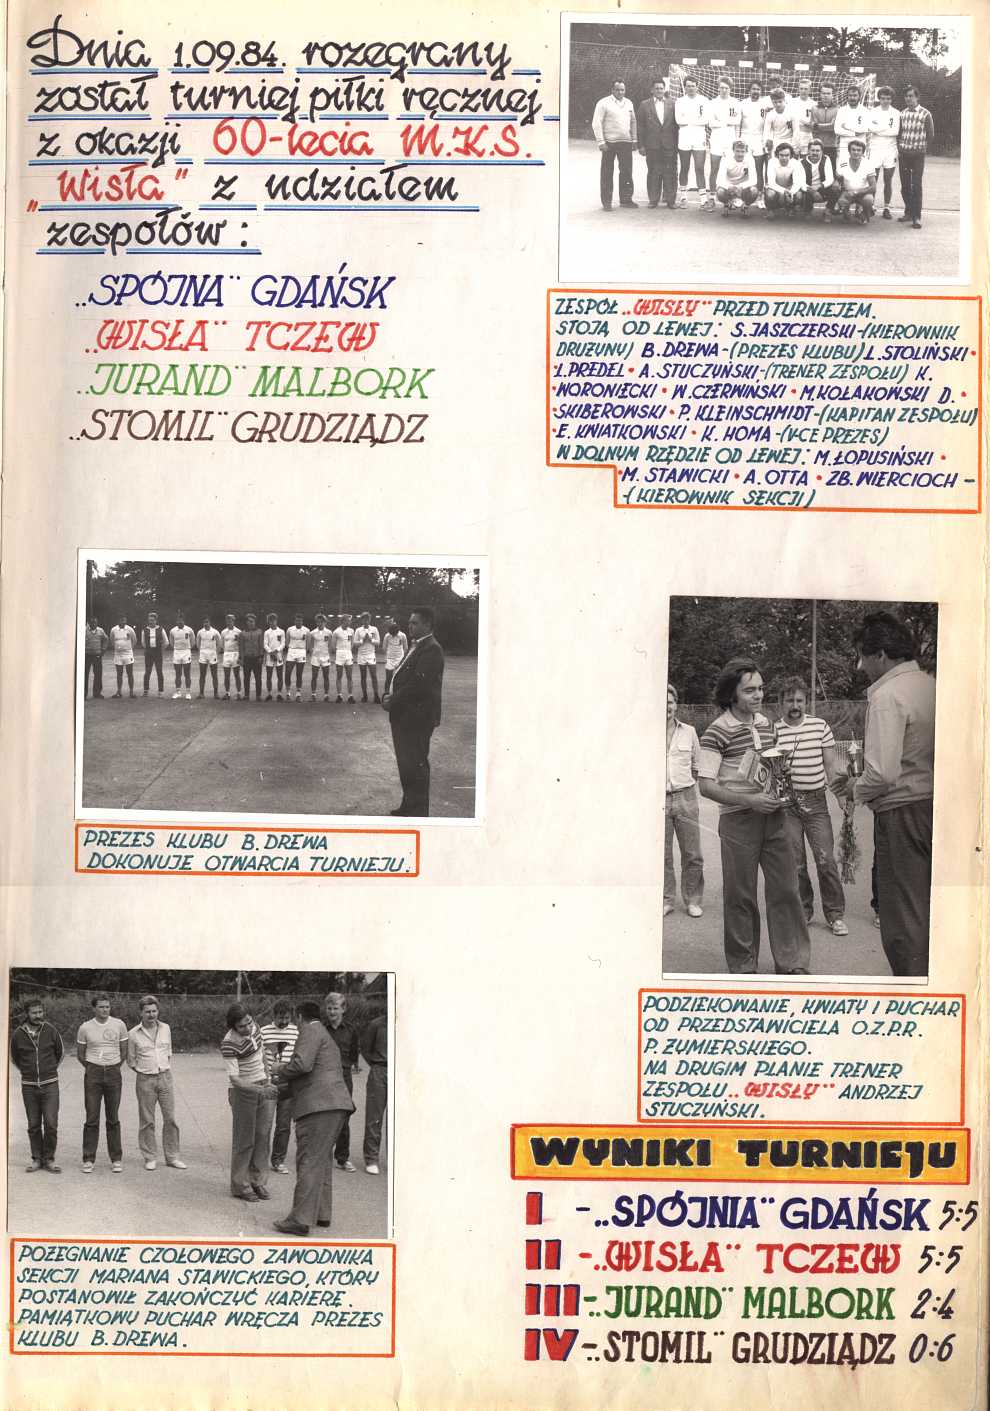 Dnia 1.09.84. rozegrany
został turniej piłki ręcznej
z okazji 60-lecia M.K.S.
„Wisła" z udziałem
zespołów:
„SPÓJNA" GDAŃSK
„WISŁA" TCZEW
„JURAND" MALBORK
„STOMIL" GRUDZIĄDZ
ZESPÓŁ „WISŁY" PRZED TURNIEJEM.
STOJĄ OD LEWEJ: S. JASZCZERSKI-(KIEROWNIK
DRUŻYNY) B. DREWA-(PREZES KLUBU) L. STOLIŃSKI •
• I. PREDEL • A. STUCZYŃSKI-(TRENER ZESPOŁU) K.
WORONIECKI • W. CZERWIŃSKI • M. KOŁAKOWSKI D. •
• SKIBEROWSKI • P. KLEINSCHMIDT-(KAPITAN ZESPOŁU)
• E. KWIATKOWSKI • K. HOMA-(V-CE PREZES)
W DOLNYM RZĘDZIE OD LEWEJ: M. ŁOPUSIŃSKI •
• M. STAWICKI • A. OTTA • ZB. WIERCIOCH -
-(KIEROWNIK SEKCJI)
PREZES KLUBU B. DREWA
DOKONUJE OTWARCIA TURNIEJU.
PODZIEKOWANIE, KWIATY I PUCHAR
OD PRZEDSTAWICIELA O.Z.P.R.
P. ZUMIERSKIEGO.
NA DRUGIM PLANIE TRENER
ZESPOŁU „WISŁY" ANDRZEJ
STUCZYŃSKI.
POŻEGNANIE CZOŁOWEGO ZAWODNIKA
SEKCJI MARIANA STAWICKIEGO, KTÓRY
POSTANOWIŁ ZAKOŃCZYĆ KARIERĘ.
PAMIĄTKOWY PUCHAR WRĘCZA PREZES
KLUBU B. DREWA.
WYNIKI TURNIEJU
I - „SPÓJNIA" GDAŃSK 5:5
II - „WISŁA" TCZEW 5:5
III - „JURAND" MALBORK 2:4
IV - „STOMIL" GRUDZIĄDZ 0:6